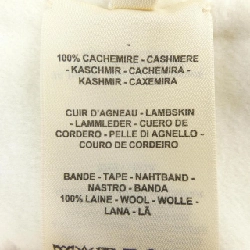 100% CACHEMIRE - CASHMERE
- KASCHMIR - CACHEMIRA -
KASHMIR - CAXEMIRA
CUIR D'AGNEAU - LAMBSKIN
- LAMMLEDER - CUERO DE
CORDERO - PELLE DI AGNELLO -
COURO DE CORDEIRO
BANDE - TAPE - NAHTBAND -
NASTRO - BANDA
100% LAINE - WOOL - WOLLE -
LANA - LÃ